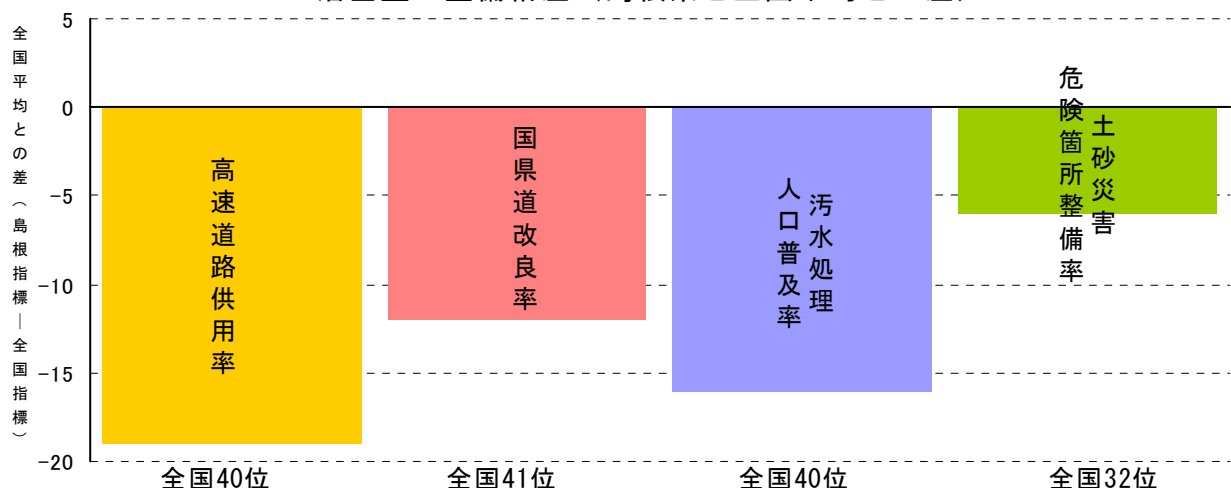 全国平均との差（島根指標―全国指標）
5
0
-5
-10
-15
-20
高速道路供用率
国県道改良率
汚水処理
人口普及率
土砂災害
危険箇所整備率
全国40位
全国41位
全国40位
全国32位